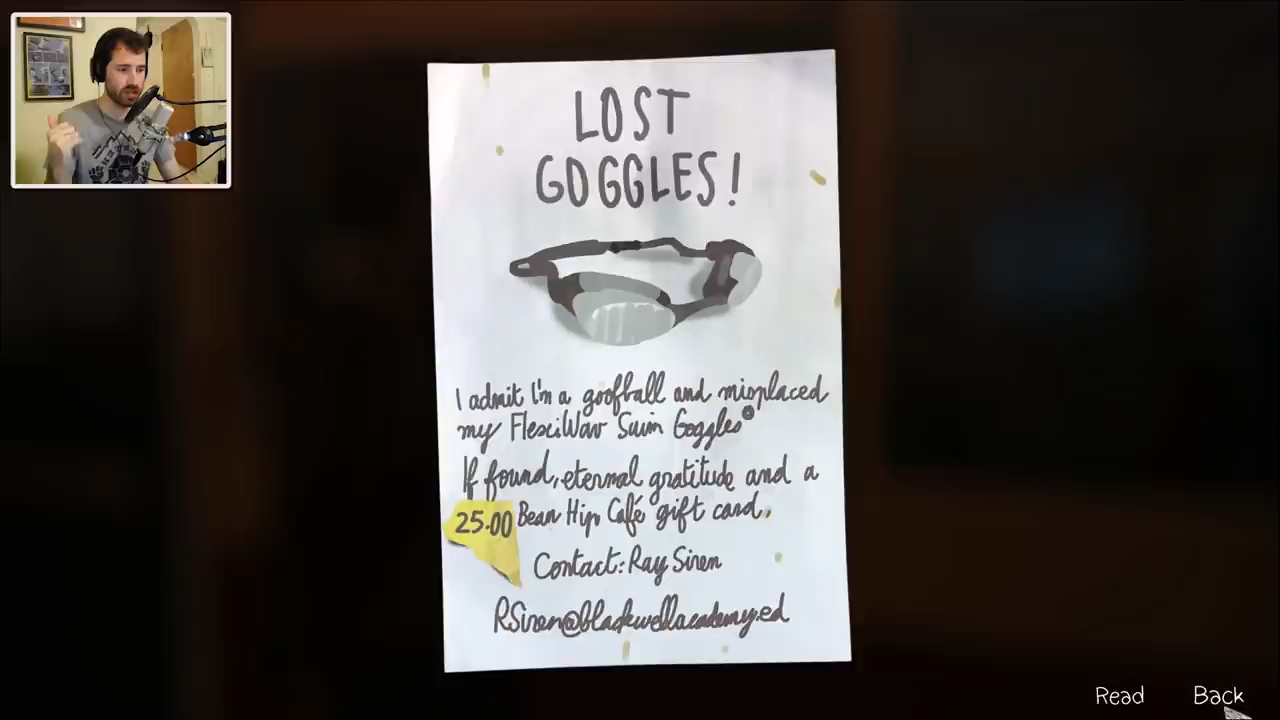 LOST
GOGGLES!
I admit I'm a goofball and misplaced
my FlexiWav Swim Goggles®
If found, eternal gratitude and a
25.00 Bean Hip Café gift card.
Contact: Ray Siren
RSiren@blackwellacademy.ed
Read Back